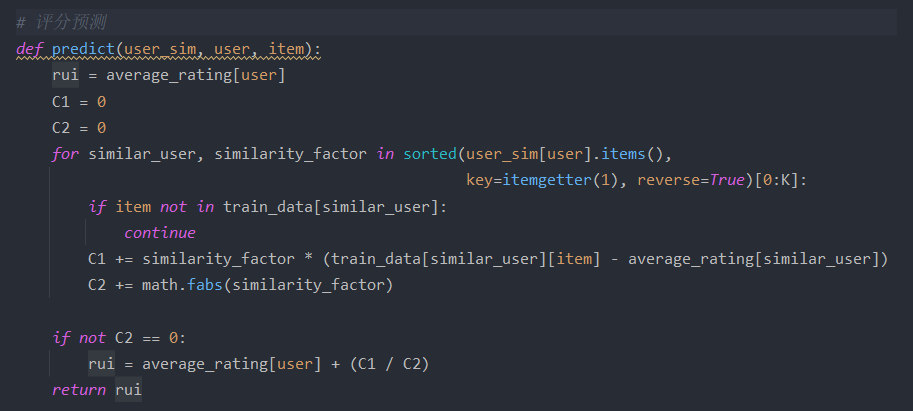 # 评分预测
def predict(user_sim, user, item):
    rui = average_rating[user]
    C1 = 0
    C2 = 0
    for similar_user, similarity_factor in sorted(user_sim[user].items(),
                                                  key=itemgetter(1), reverse=True)[0:K]:
        if item not in train_data[similar_user]:
            continue
        C1 += similarity_factor * (train_data[similar_user][item] - average_rating[similar_user])
        C2 += math.fabs(similarity_factor)

    if not C2 == 0:
        rui = average_rating[user] + (C1 / C2)
    return rui